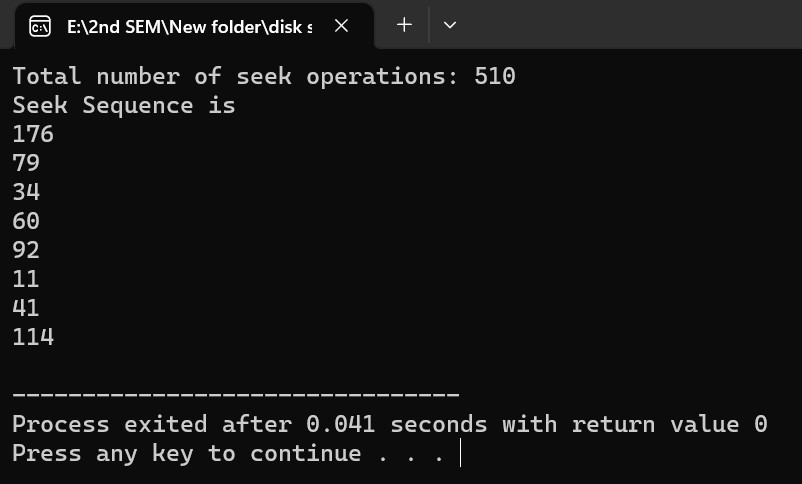 E:\2nd SEM\New folder\disk s
Total number of seek operations: 510
Seek Sequence is
176
79
34
60
92
11
41
114
--------------------------------
Process exited after 0.041 seconds with return value 0
Press any key to continue . . .